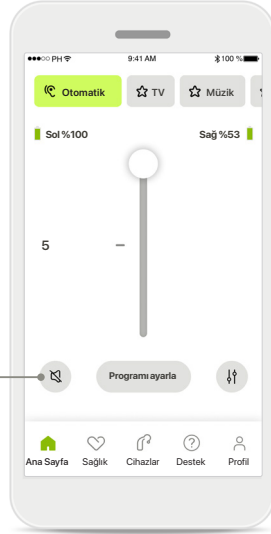 PH 9:41 AM 100 %
Otomatik TV Müzik
Sol %100 Sağ %53
5 –
Programı ayarla
Ana Sayfa Sağlık Cihazlar Destek Profil